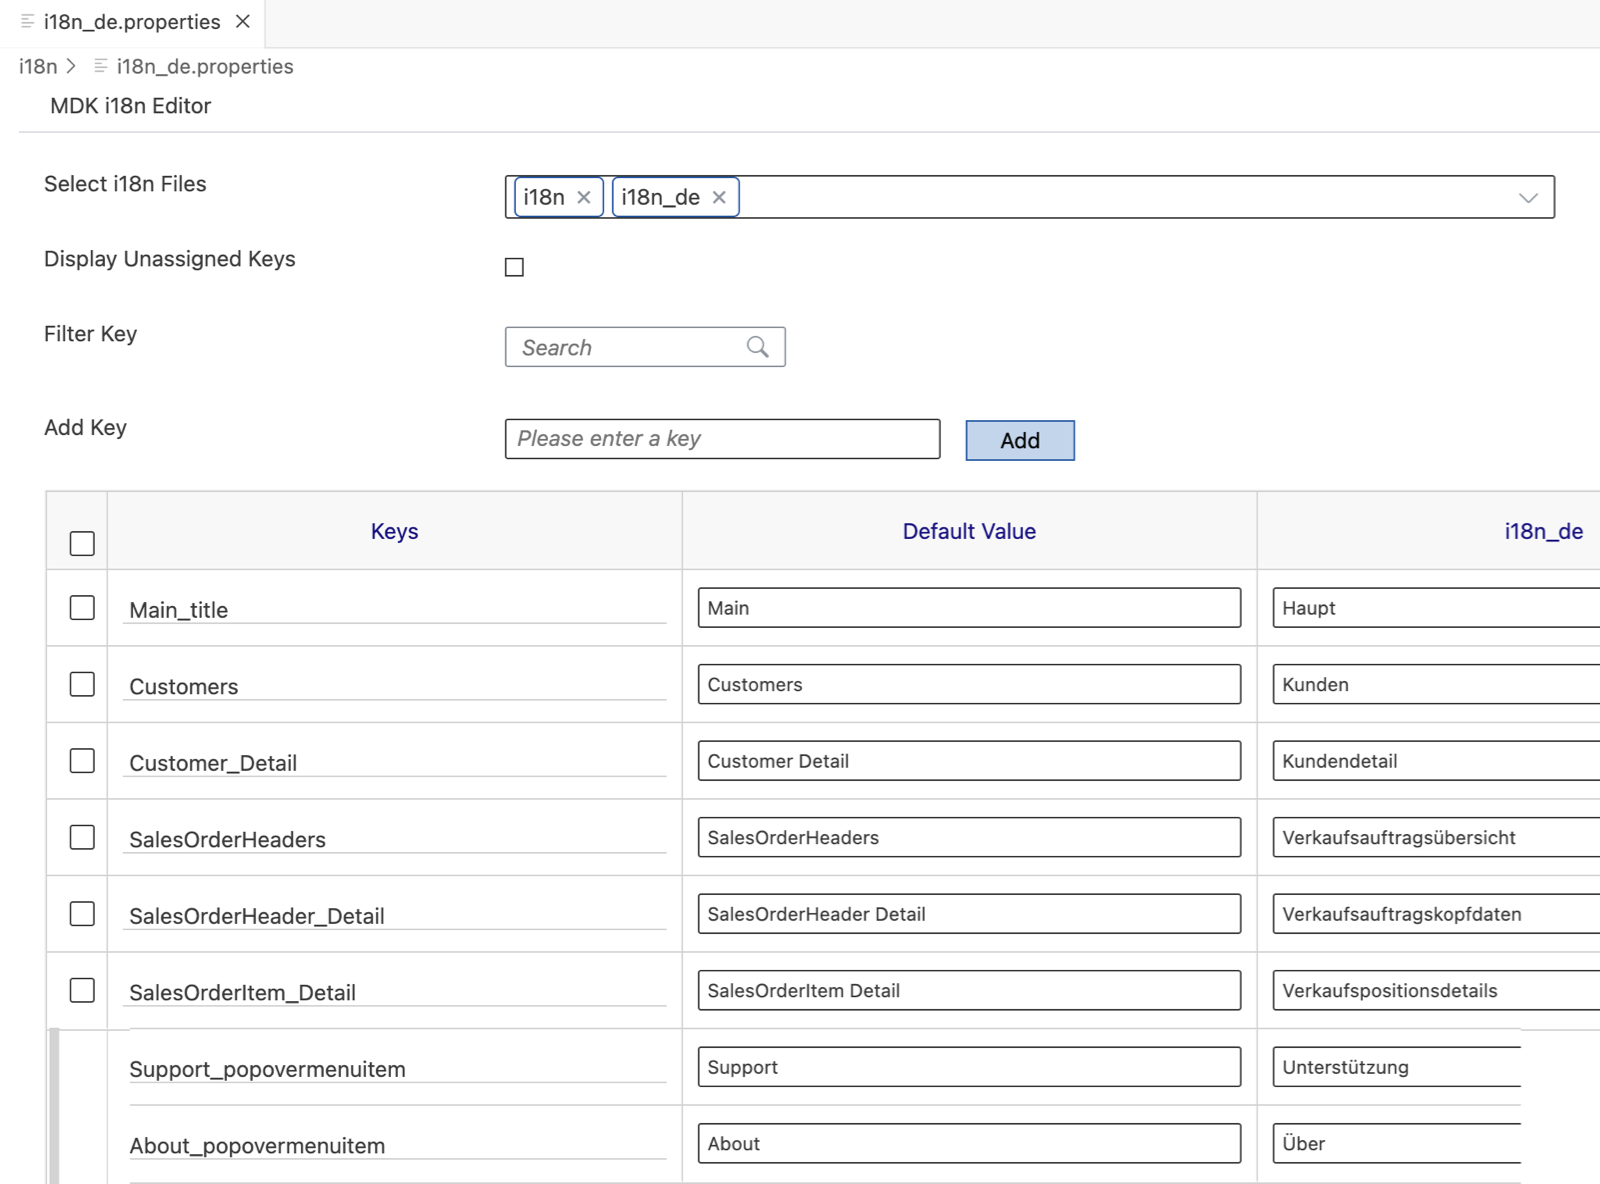 i18n_de.properties
i18n > i18n_de.properties
MDK i18n Editor
Select i18n Files i18n i18n_de
Display Unassigned Keys
Filter Key Search
Add Key Please enter a key Add
Keys Default Value i18n_de
Main_title Main Haupt
Customers Customers Kunden
Customer_Detail Customer Detail Kundendetail
SalesOrderHeaders SalesOrderHeaders Verkaufsauftragsübersicht
SalesOrderHeader_Detail SalesOrderHeader Detail Verkaufsauftragskopfdaten
SalesOrderItem_Detail SalesOrderItem Detail Verkaufspositionsdetails
Support_popovermenuitem Support Unterstützung
About_popovermenuitem About Über